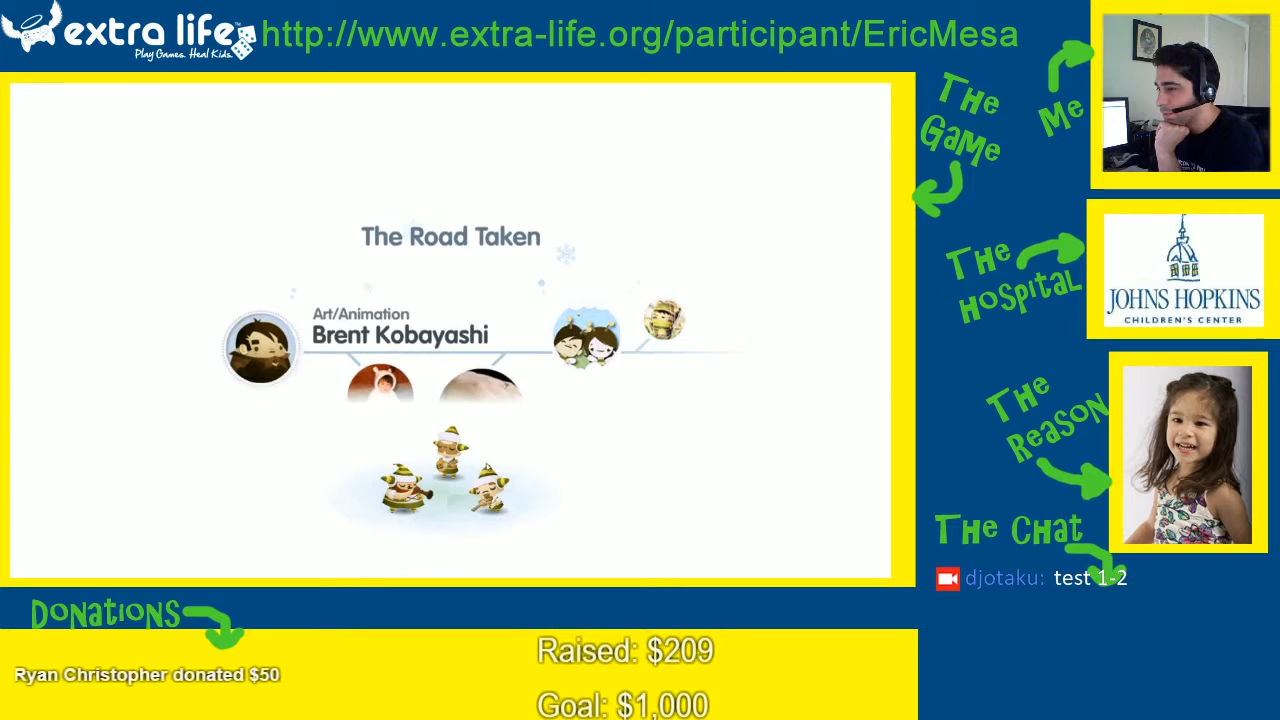 extra life
Play Games. Heal Kids.
http://www.extra-life.org/participant/EricMesa
The Game
Me
The Road Taken
Art/Animation
Brent Kobayashi
The Hospital
JOHNS HOPKINS
CHILDREN'S CENTER
The Reason
The Chat
djotaku: test 1-2
Donations
Ryan Christopher donated $50
Raised: $209
Goal: $1,000